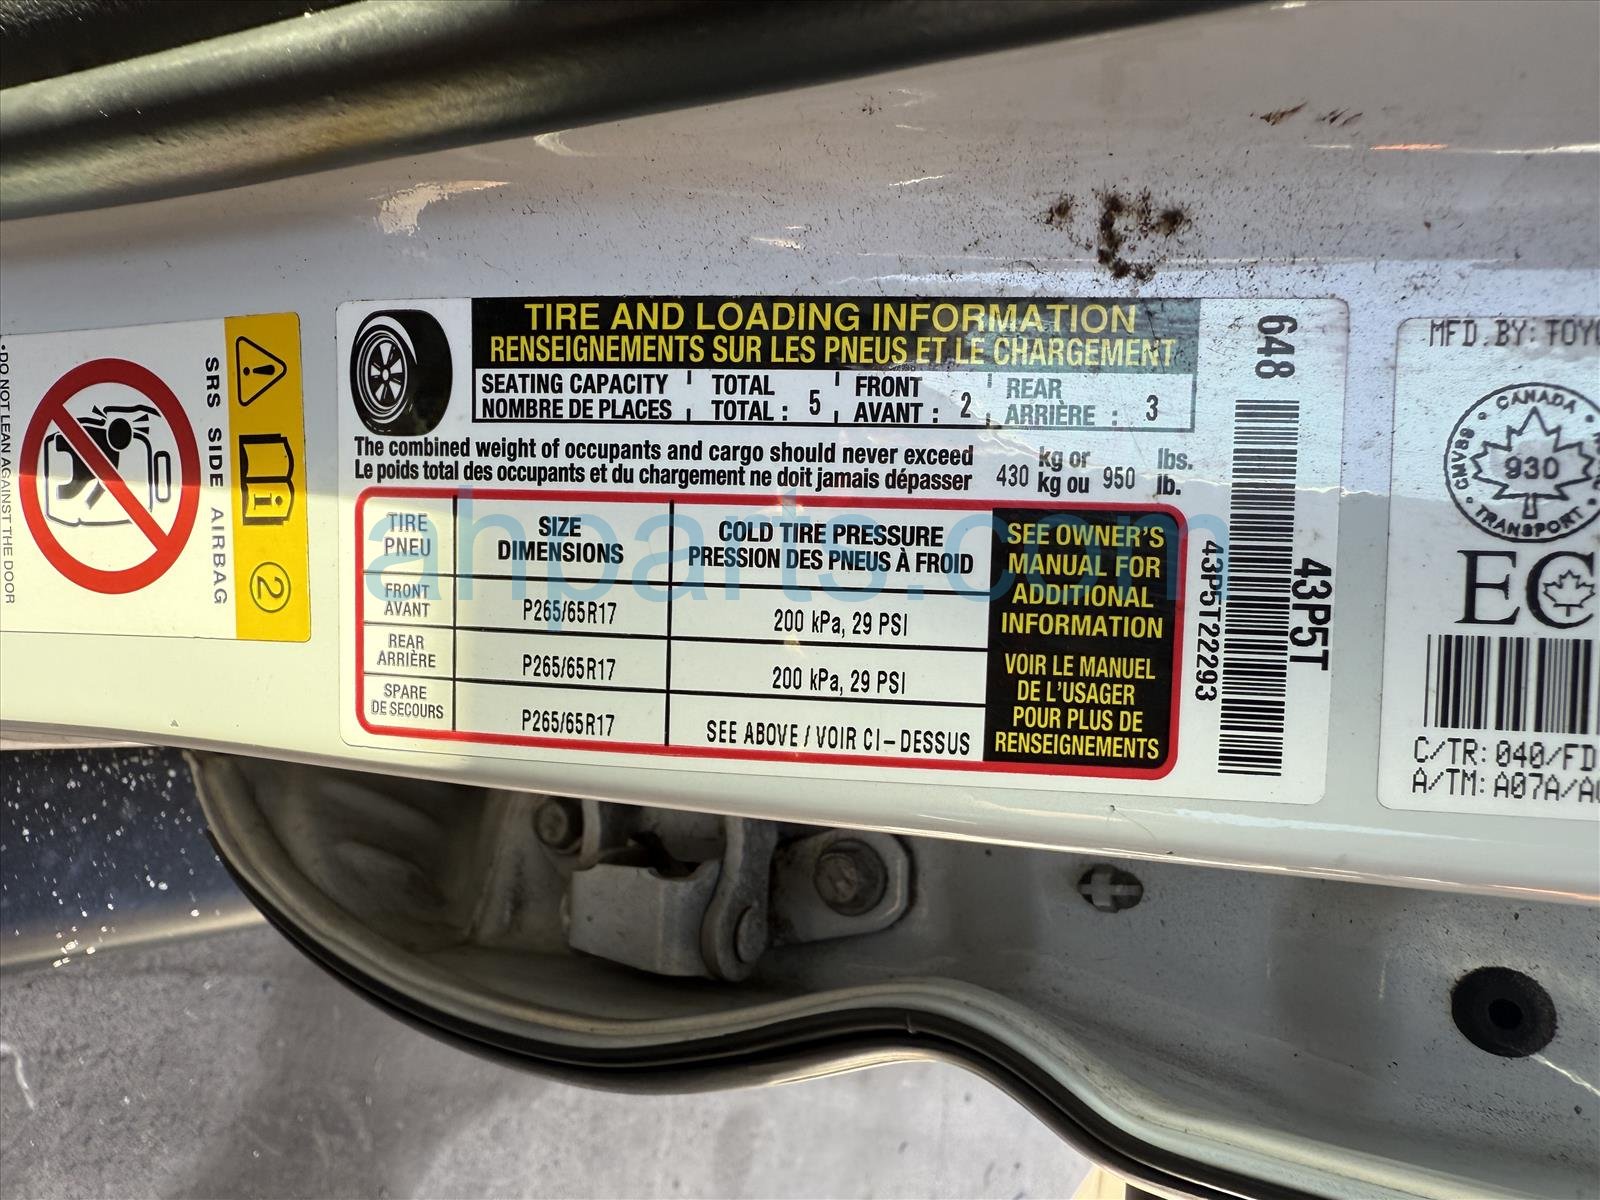 TIRE AND LOADING INFORMATION
RENSEIGNEMENTS SUR LES PNEUS ET LE CHARGEMENT
SEATING CAPACITY TOTAL FRONT REAR
NOMBRE DE PLACES TOTAL : 5 AVANT : 2 ARRIÈRE : 3
The combined weight of occupants and cargo should never exceed 430 kg or 950 lbs.
Le poids total des occupants et du chargement ne doit jamais dépasser kg ou lb.
TIRE
PNEU
SIZE
DIMENSIONS
COLD TIRE PRESSURE
PRESSION DES PNEUS À FROID
FRONT
AVANT
P265/65R17
200 kPa, 29 PSI
REAR
ARRIÈRE
P265/65R17
200 kPa, 29 PSI
SPARE
DE SECOURS
P265/65R17
SEE ABOVE / VOIR CI-DESSUS
SEE OWNER'S
MANUAL FOR
ADDITIONAL
INFORMATION
VOIR LE MANUEL
DE L'USAGER
POUR PLUS DE
RENSEIGNEMENTS
648
43P5T
43P5T22293
SRS SIDE AIRBAG
2
•DO NOT LEAN AGAINST THE DOOR
MFD.BY:TOYO
CANADA
CMVSS
930
TRANSPORT
EC
C/TR:040/FD
A/TM:A07A/A
ahparts.com